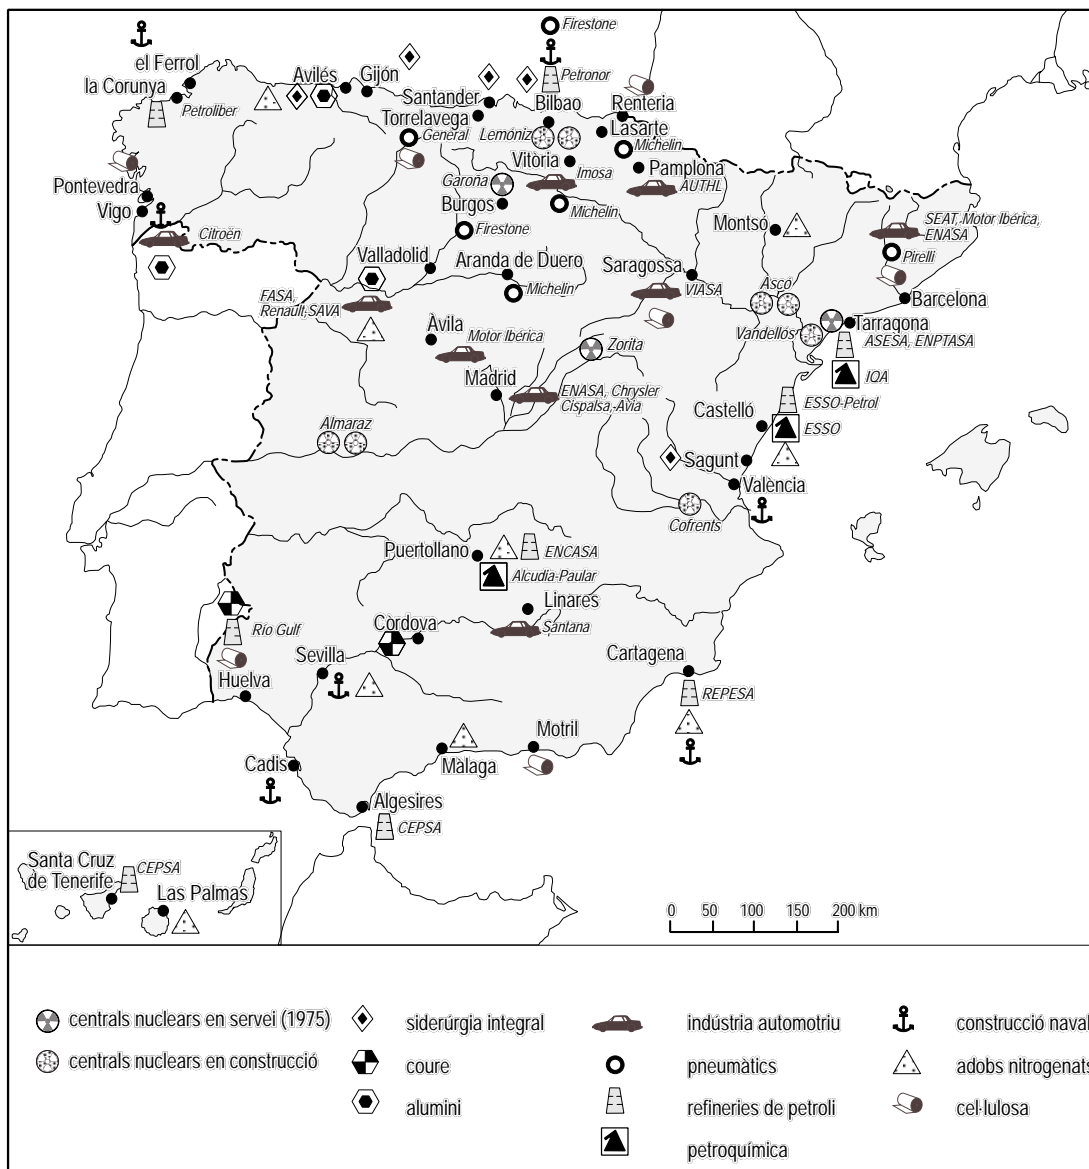 Firestone
el Ferrol
la Corunya
Petroliber
Avilés
Gijón
Petronor
Santander
Torrelavega
General
Bilbao
Lemóniz
Renteria
Lasarte
Michelin
Vitòria
Imosa
Pamplona
AUTHL
Pontevedra
Vigo
Citroën
Garoña
Burgos
Michelin
Firestone
Montsó
SEAT, Motor Ibérica,
ENASA
Pirelli
Valladolid
Aranda de Duero
Michelin
Saragossa
VIASA
Ascó
Barcelona
FASA,
Renault,SAVA
Àvila
Motor Ibérica
Zorita
Vandellós
Tarragona
ASESA, ENPTASA
IQA
Madrid
ENASA, Chrysler
Cispalsa,-Avia
Castelló
ESSO-Petrol
ESSO
Almaraz
Sagunt
València
Cofrents
Puertollano
ENCASA
Alcudia-Paular
Linares
Santana
Río Gulf
Còrdova
Sevilla
Huelva
Cartagena
REPESA
Motril
Màlaga
Cadis
Algesires
CEPSA
Santa Cruz
de Tenerife
CEPSA
Las Palmas
0 50 100 150 200 km
centrals nuclears en servei (1975)
siderúrgia integral
indústria automotriu
construcció naval
centrals nuclears en construcció
coure
pneumàtics
adobs nitrogenats
alumini
refineries de petroli
cel·lulosa
petroquímica